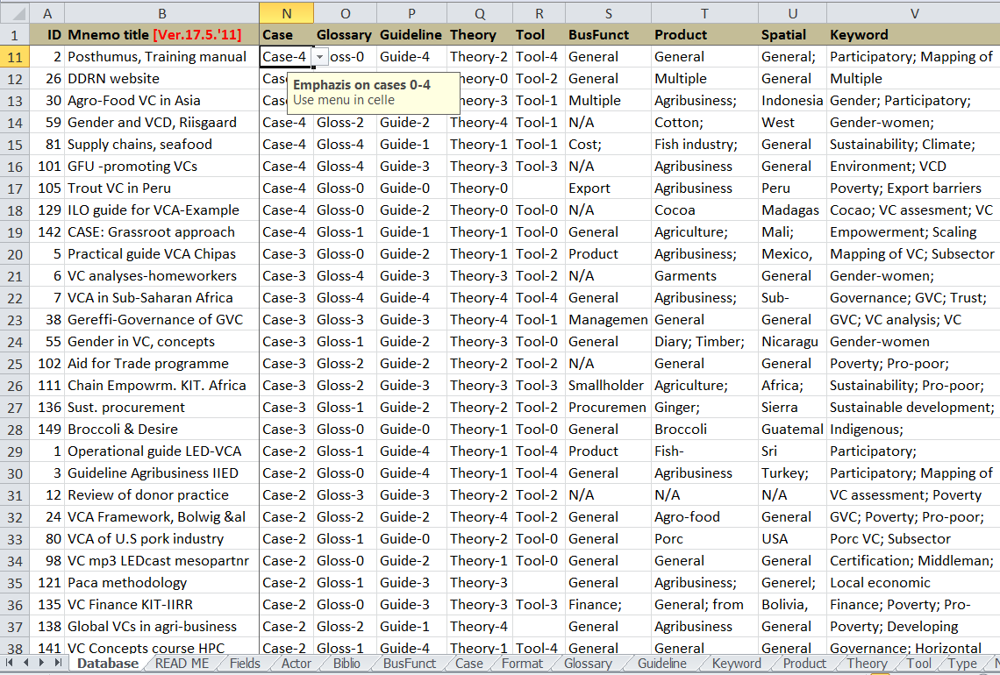 A B N O P Q R S T U V
1 ID Mnemo title [Ver.17.5.'11] Case Glossary Guideline Theory Tool BusFunct Product Spatial Keyword
11 2 Posthumus, Training manual Case-4 oss-0 Guide-4 Theory-2 Tool-4 General General General; Participatory; Mapping of
12 26 DDRN website Cas eory-0 Tool-2 General Multiple General Multiple
Emphazis on cases 0-4
13 30 Agro-Food VC in Asia Cas eory-3 Tool-1 Multiple Agribusiness; Indonesia Gender; Participatory;
Use menu in celle
14 59 Gender and VCD, Riisgaard Case-4 Gloss-2 Guide-2 Theory-4 Tool-1 N/A Cotton; West Gender-women;
15 81 Supply chains, seafood Case-4 Gloss-4 Guide-1 Theory-1 Tool-1 Cost; Fish industry; General Sustainability; Climate;
16 101 GFU -promoting VCs Case-4 Gloss-4 Guide-3 Theory-3 Tool-3 N/A Agribusiness General Environment; VCD
17 105 Trout VC in Peru Case-4 Gloss-0 Guide-0 Theory-0 Export Agribusiness Peru Poverty; Export barriers
18 129 ILO guide for VCA-Example Case-4 Gloss-0 Guide-2 Theory-0 Tool-0 N/A Cocoa Madagas Cocao; VC assesment; VC
19 142 CASE: Grassroot approach Case-4 Gloss-1 Guide-1 Theory-1 Tool-0 General Agriculture; Mali; Empowerment; Scaling
20 5 Practical guide VCA Chipas Case-3 Gloss-0 Guide-2 Theory-1 Tool-2 Product Agribusiness; Mexico, Mapping of VC; Subsector
21 6 VC analyses-homeworkers Case-3 Gloss-4 Guide-3 Theory-3 Tool-2 N/A Garments General Gender-women;
22 7 VCA in Sub-Saharan Africa Case-3 Gloss-4 Guide-4 Theory-4 Tool-4 General Agribusiness; Sub- Governance; GVC; Trust;
23 38 Gereffi-Governance of GVC Case-3 Gloss-3 Guide-3 Theory-4 Tool-1 Managemen General General GVC; VC analysis; VC
24 55 Gender in VC, concepts Case-3 Gloss-1 Guide-2 Theory-3 Tool-0 General Diary; Timber; Nicaragu Gender-women
25 102 Aid for Trade programme Case-3 Gloss-2 Guide-2 Theory-2 Tool-2 N/A General General Poverty; Pro-poor;
26 111 Chain Empowrm. KIT. Africa Case-3 Gloss-2 Guide-3 Theory-3 Tool-3 Smallholder Agriculture; Africa; Sustainability; Pro-poor;
27 136 Sust. procurement Case-3 Gloss-1 Guide-2 Theory-2 Tool-2 Procuremen Ginger; Sierra Sustainable development;
28 149 Broccoli & Desire Case-3 Gloss-0 Guide-0 Theory-1 Tool-0 General Broccoli Guatemal Indigenous;
29 1 Operational guide LED-VCA Case-2 Gloss-1 Guide-4 Theory-1 Tool-4 Product Fish- Sri Participatory;
30 3 Guideline Agribusiness IIED Case-2 Gloss-0 Guide-4 Theory-1 Tool-4 General Agribusiness Turkey; Participatory; Mapping of
31 12 Review of donor practice Case-2 Gloss-3 Guide-3 Theory-2 Tool-2 N/A N/A N/A VC assessment; Poverty
32 24 VCA Framework, Bolwig &al Case-2 Gloss-2 Guide-2 Theory-4 Tool-2 General Agro-food General GVC; Poverty; Pro-poor;
33 80 VCA of U.S pork industry Case-2 Gloss-1 Guide-0 Theory-2 Tool-2 General Porc USA Porc VC; Subsector
34 98 VC mp3 LEDcast mesopartnr Case-2 Gloss-0 Guide-2 Theory-1 Tool-0 General General General Certification; Middleman;
35 121 Paca methodology Case-2 Gloss-1 Guide-3 Theory-3 General Agribusiness; Generel; Local economic
36 135 VC Finance KIT-IIRR Case-2 Gloss-0 Guide-3 Theory-3 Tool-3 Finance; General; from Bolivia, Finance; Poverty; Pro-
37 138 Global VCs in agri-business Case-2 Gloss-2 Guide-1 Theory-4 General Agribusiness General Poverty; Developing
38 141 VC Concepts course HPC Case-2 Gloss-1 Guide-4 Theory-1 Tool-4 General General General Governance; Horizontal
Database READ ME Fields Actor Biblio BusFunct Case Format Glossary Guideline Keyword Product Theory Tool Type